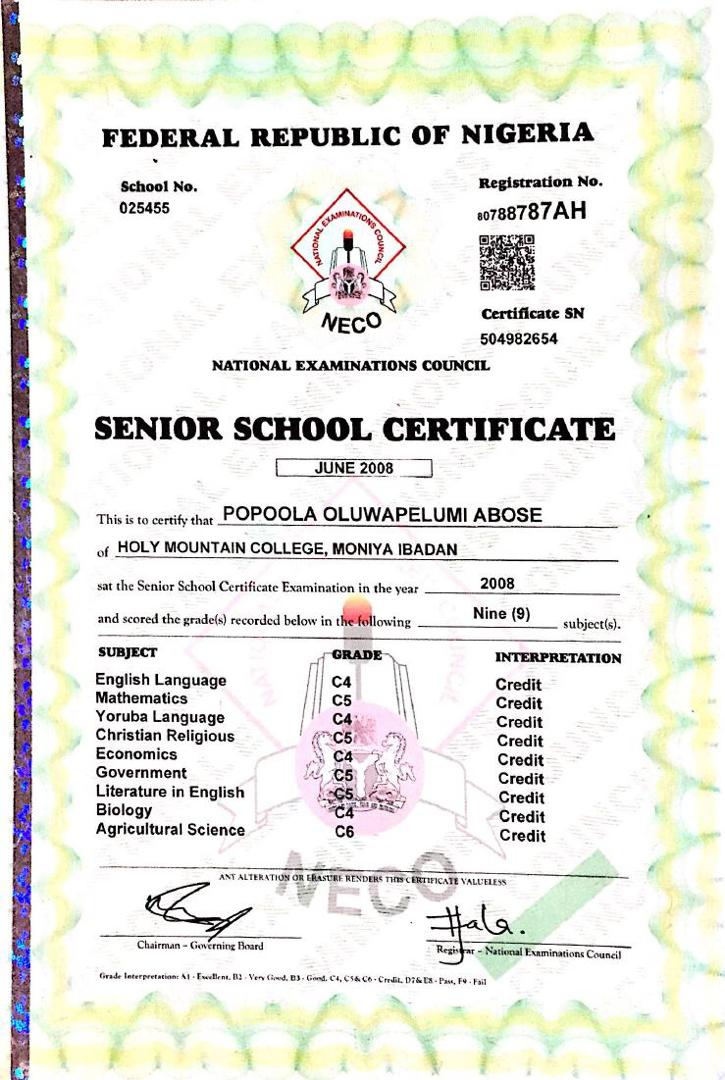 FEDERAL REPUBLIC OF NIGERIA
School No.
025455
Registration No.
80788787AH
NATIONAL EXAMINATIONS COUNCIL
NECO
Certificate SN
504982654
NATIONAL EXAMINATIONS COUNCIL
SENIOR SCHOOL CERTIFICATE
JUNE 2008
This is to certify that POPOOLA OLUWAPELUMI ABOSE
of HOLY MOUNTAIN COLLEGE, MONIYA IBADAN
sat the Senior School Certificate Examination in the year 2008
and scored the grade(s) recorded below in the following Nine (9) subject(s).
SUBJECT GRADE INTERPRETATION
English Language C4 Credit
Mathematics C5 Credit
Yoruba Language C4 Credit
Christian Religious C5 Credit
Economics C4 Credit
Government C5 Credit
Literature in English C5 Credit
Biology C4 Credit
Agricultural Science C6 Credit
NECO
ANY ALTERATION OR ERASURE RENDERS THIS CERTIFICATE VALUELESS
Chairman - Governing Board
Registrar - National Examinations Council
Grade Interpretation: A1 - Excellent, B2 - Very Good, B3 - Good, C4, C5& C6 - Credit, D7& E8 - Pass, F9 - Fail